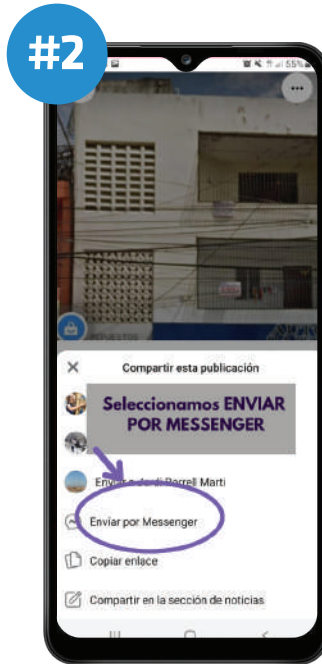 #2
55%
Compartir esta publicación
Seleccionamos ENVIAR
POR MESSENGER
Enviar a Jordi Borrell Marti
Enviar por Messenger
Copiar enlace
Compartir en la sección de noticias